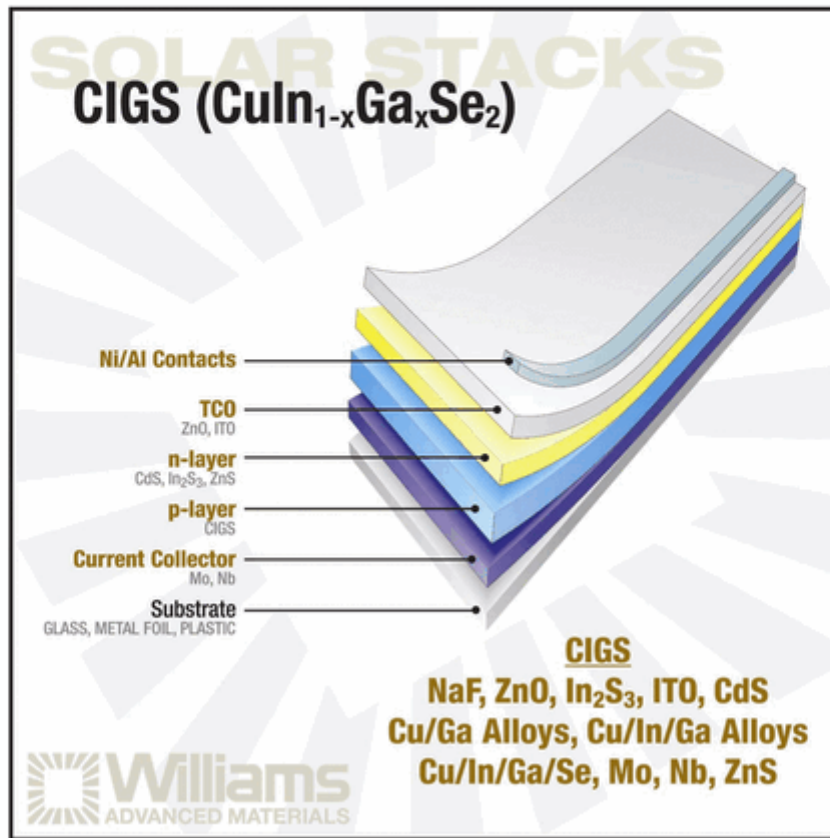 SOLAR STACKS
CIGS (CuIn₁₋ₓGaₓSe₂)
Ni/Al Contacts
TCO
ZnO, ITO
n-layer
CdS, In₂S₃, ZnS
p-layer
CIGS
Current Collector
Mo, Nb
Substrate
GLASS, METAL FOIL, PLASTIC
CIGS
NaF, ZnO, In₂S₃, ITO, CdS
Cu/Ga Alloys, Cu/In/Ga Alloys
Cu/In/Ga/Se, Mo, Nb, ZnS
Williams
ADVANCED MATERIALS